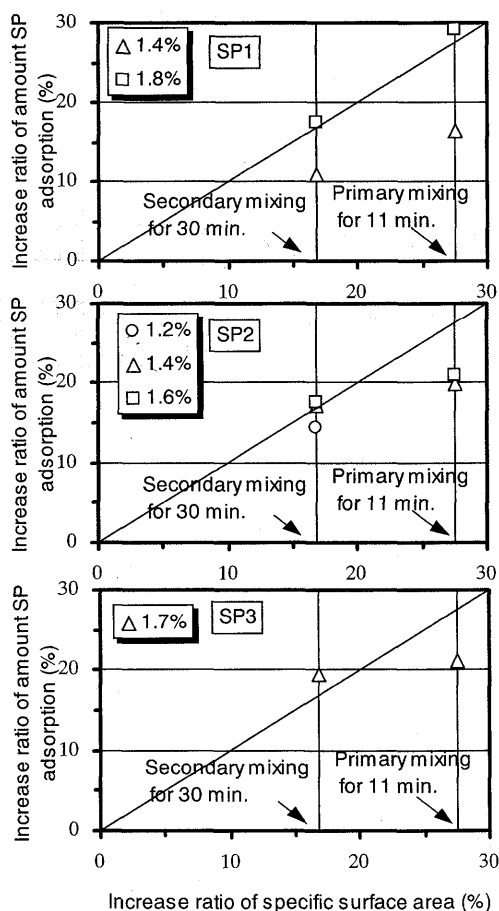 Increase ratio of amount SP
adsorption (%)
30
20
10
0
△ 1.4%
□ 1.8%
SP1
Secondary mixing
for 30 min.
Primary mixing
for 11 min.
0 10 20 30
Increase ratio of amount SP
adsorption (%)
30
20
10
0
○ 1.2%
△ 1.4%
□ 1.6%
SP2
Secondary mixing
for 30 min.
Primary mixing
for 11 min.
0 10 20 30
Increase ratio of amount SP
adsorption (%)
30
20
10
0
△ 1.7%
SP3
Secondary mixing
for 30 min.
Primary mixing
for 11 min.
0 10 20 30
Increase ratio of specific surface area (%)